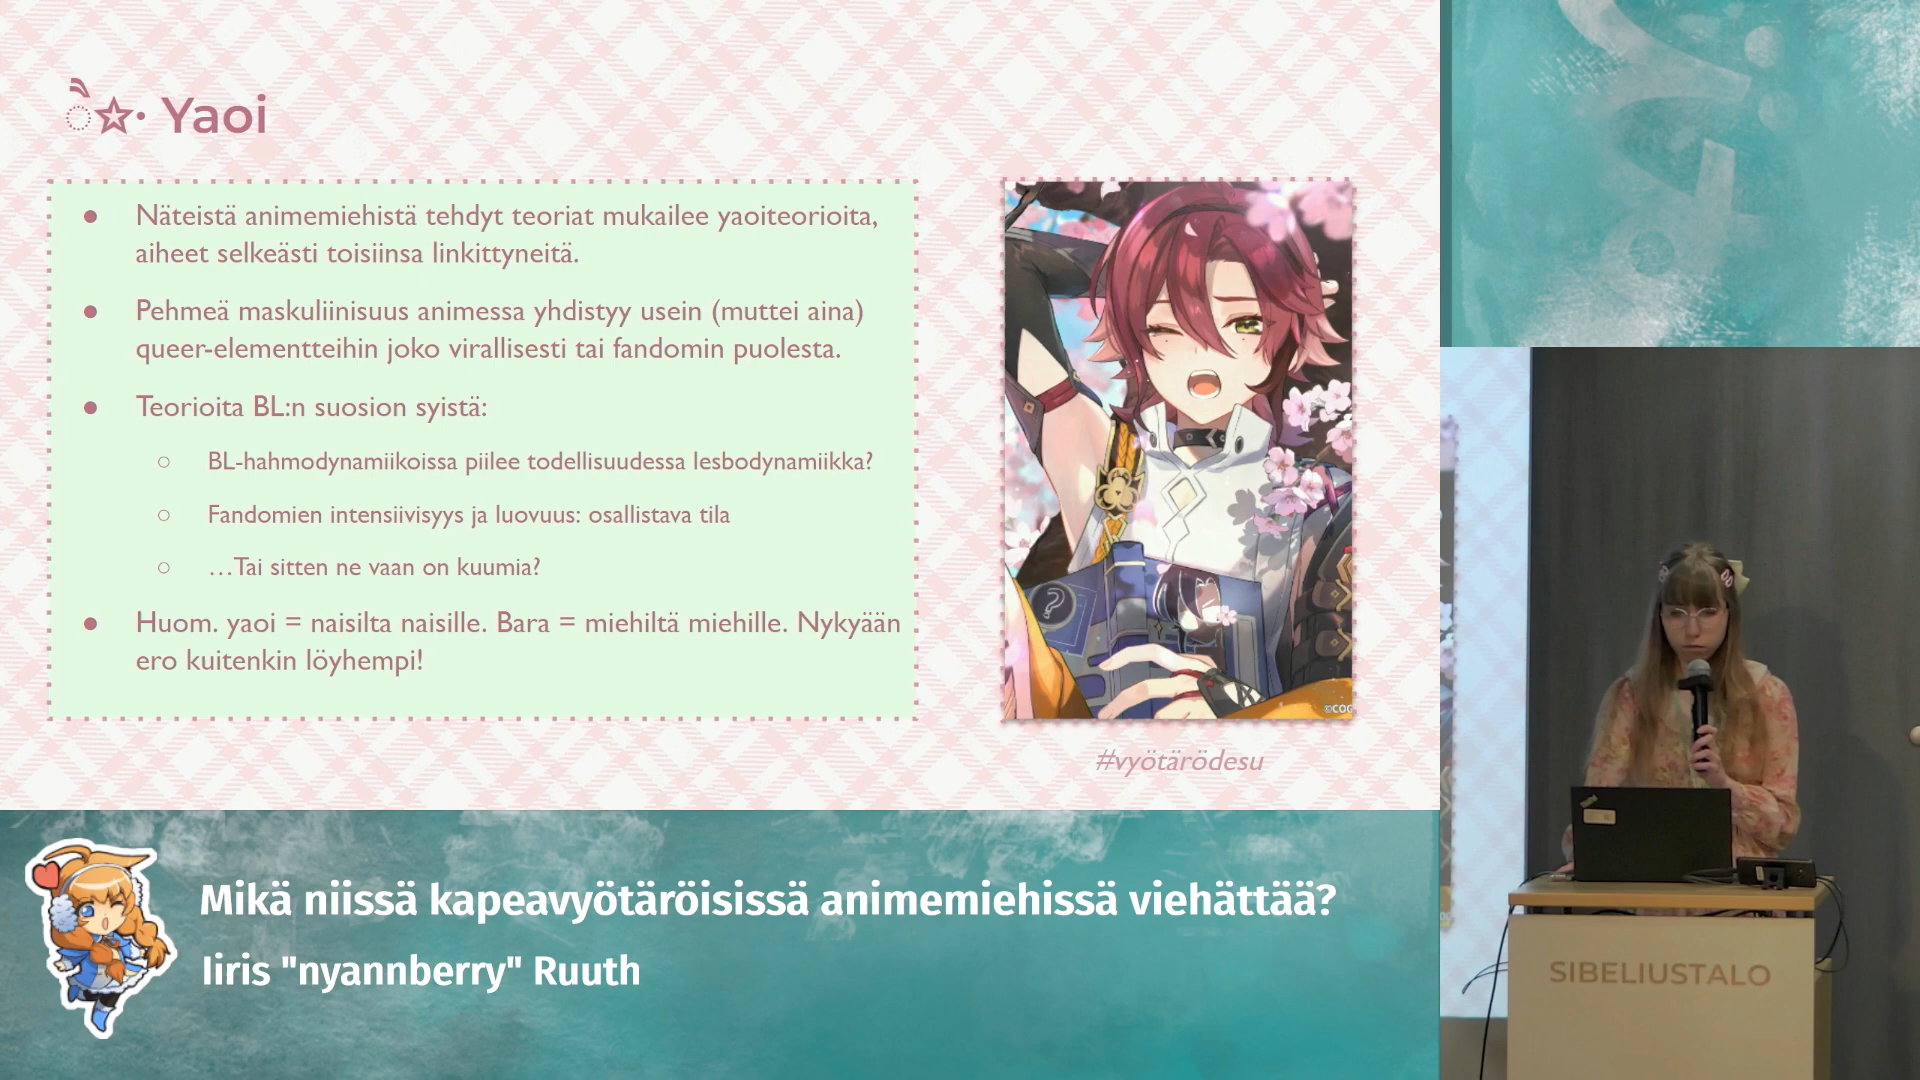 Yaoi
● Näteistä animemiehistä tehdyt teoriat mukailee yaoiteorioita,
aiheet selkeästi toisiinsa linkittyneitä.
● Pehmeä maskuliinisuus animessa yhdistyy usein (muttei aina)
queer-elementteihin joko virallisesti tai fandomin puolesta.
● Teorioita BL:n suosion syistä:
○ BL-hahmodynamiikoissa piilee todellisuudessa lesbodynamiikka?
○ Fandomien intensiivisyys ja luovuus: osallistava tila
○ …Tai sitten ne vaan on kuumia?
● Huom. yaoi = naisilta naisille. Bara = miehiltä miehille. Nykyään
ero kuitenkin löyhempi!
?
©COG
#vyötärödesu
Mikä niissä kapeavyötäröisissä animemiehissä viehättää?
Iiris "nyannberry" Ruuth
SIBELIUSTALO